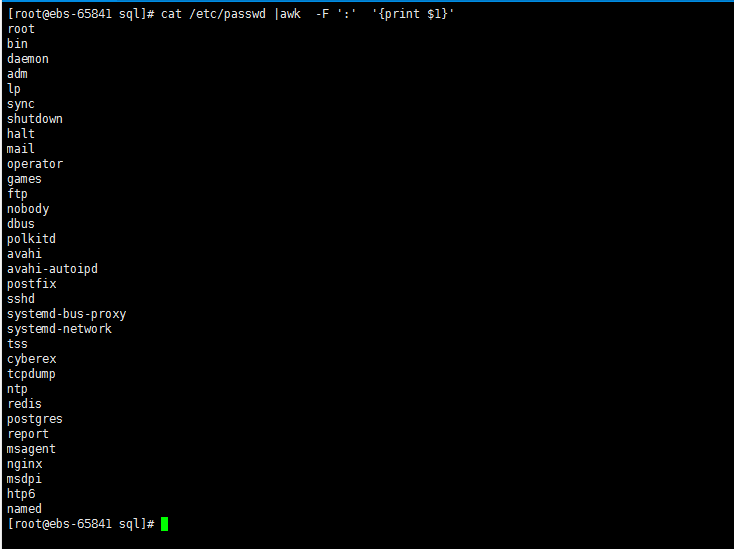 [root@ebs-65841 sql]# cat /etc/passwd |awk  -F ':'  '{print $1}'
root
bin
daemon
adm
lp
sync
shutdown
halt
mail
operator
games
ftp
nobody
dbus
polkitd
avahi
avahi-autoipd
postfix
sshd
systemd-bus-proxy
systemd-network
tss
cyberex
tcpdump
ntp
redis
postgres
report
msagent
nginx
msdpi
htp6
named
[root@ebs-65841 sql]#